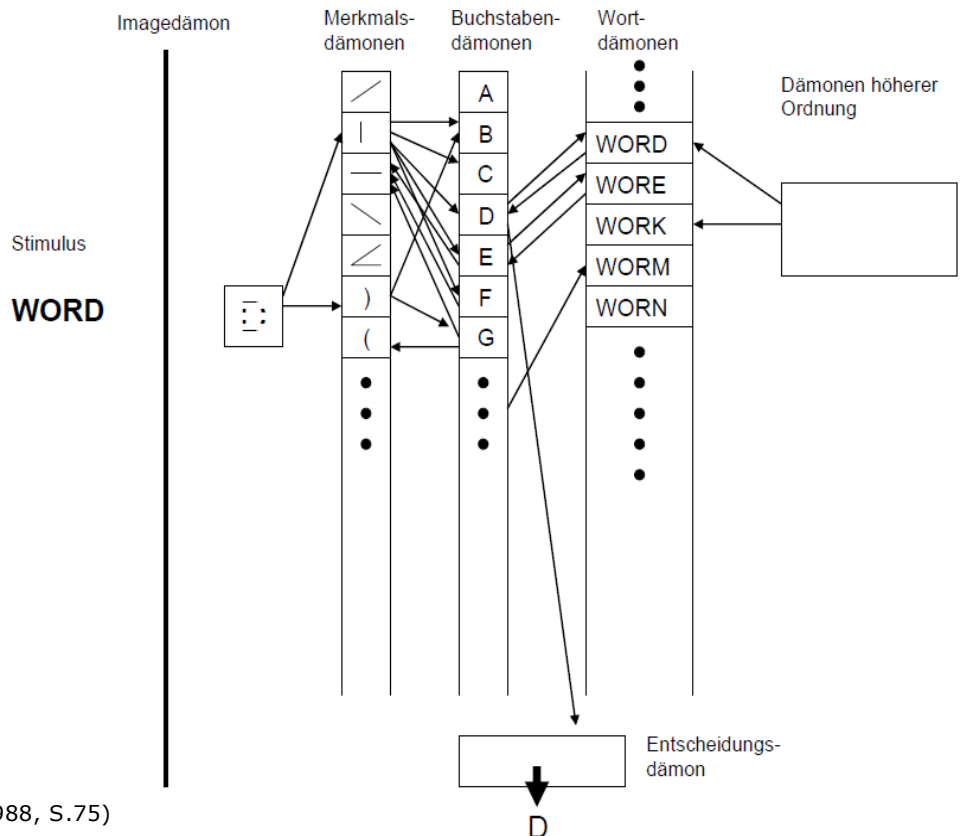 Imagedämon
Merkmals-
dämonen
Buchstaben-
dämonen
Wort-
dämonen
Dämonen höherer
Ordnung
Stimulus
WORD
)
(
A
B
C
D
E
F
G
WORD
WORE
WORK
WORM
WORN
Entscheidungs-
dämon
D
988, S.75)